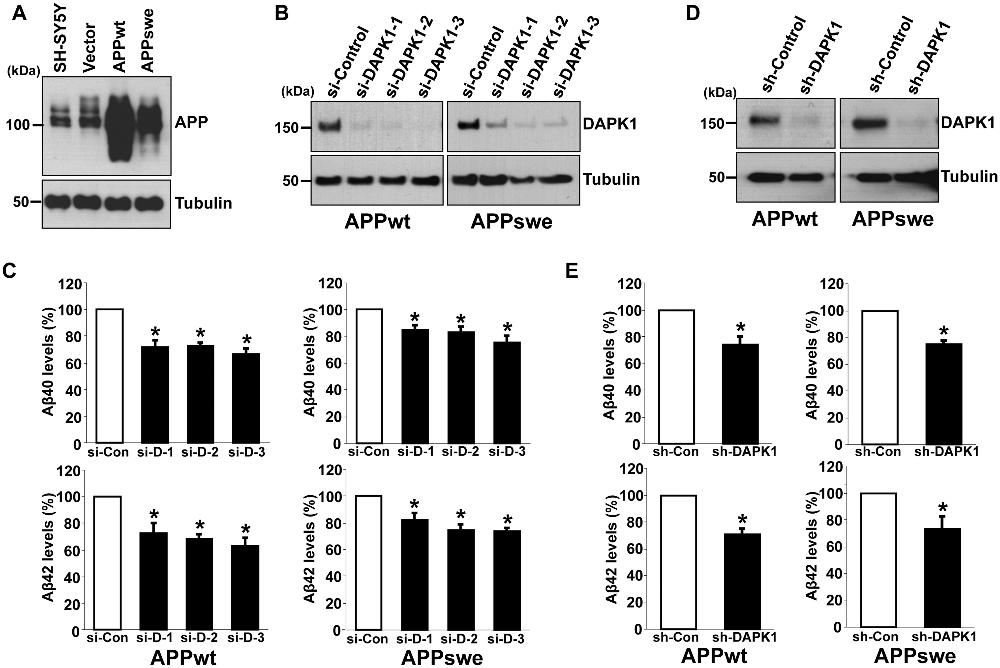 A
SH-SY5Y
Vector
APPwt
APPswe
(kDa)
100
APP
50
Tubulin
B
si-Control
si-DAPK1-1
si-DAPK1-2
si-DAPK1-3
si-Control
si-DAPK1-1
si-DAPK1-2
si-DAPK1-3
(kDa)
150
DAPK1
50
Tubulin
APPwt
APPswe
D
sh-Control
sh-DAPK1
sh-Control
sh-DAPK1
(kDa)
150
DAPK1
50
Tubulin
APPwt
APPswe
C
Aβ40 levels (%)
120
100
80
60
40
20
0
si-Con
si-D-1
si-D-2
si-D-3
*
*
*
Aβ40 levels (%)
120
100
80
60
40
20
0
si-Con
si-D-1
si-D-2
si-D-3
*
*
*
Aβ42 levels (%)
120
100
80
60
40
20
0
si-Con
si-D-1
si-D-2
si-D-3
*
*
*
APPwt
Aβ42 levels (%)
120
100
80
60
40
20
0
si-Con
si-D-1
si-D-2
si-D-3
*
*
*
APPswe
E
Aβ40 levels (%)
120
100
80
60
40
20
0
sh-Con
sh-DAPK1
*
Aβ40 levels (%)
120
100
80
60
40
20
0
sh-Con
sh-DAPK1
*
Aβ42 levels (%)
120
100
80
60
40
20
0
sh-Con
sh-DAPK1
*
APPwt
Aβ42 levels (%)
120
100
80
60
40
20
0
sh-Con
sh-DAPK1
*
APPswe